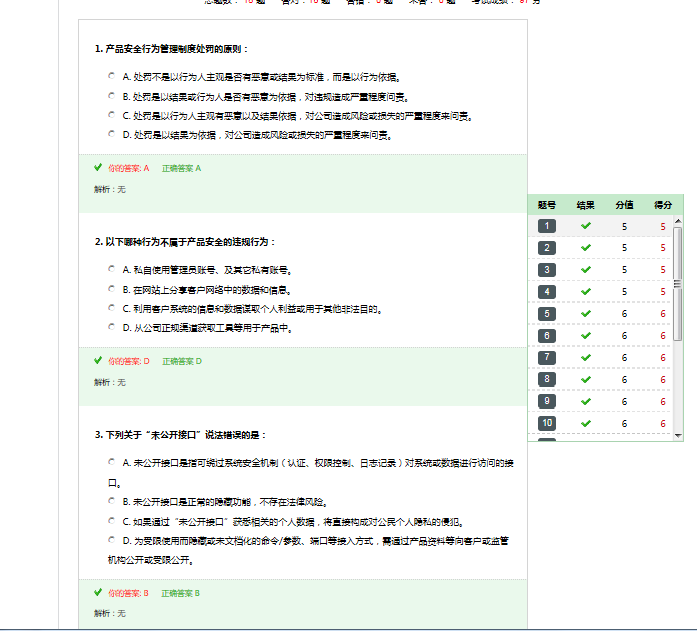 1. 产品安全行为管理制度处罚的原则：
A. 处罚不是以行为人主观是否有恶意或结果为标准，而是以行为依据。
B. 处罚是以结果或行为人是否有恶意为依据，对违规造成严重程度问责。
C. 处罚是以行为人主观有恶意以及结果依据，对公司造成风险或损失的严重程度来问责。
D. 处罚是以结果为依据，对公司造成风险或损失的严重程度来问责。
你的答案: A 正确答案 A
解析：无
2. 以下哪种行为不属于产品安全的违规行为：
A. 私自使用管理员账号、及其它私有账号。
B. 在网站上分享客户网络中的数据和信息。
C. 利用客户系统的信息和数据谋取个人利益或用于其他非法目的。
D. 从公司正规渠道获取工具等用于产品中。
你的答案: D 正确答案 D
解析：无
3. 下列关于“未公开接口”说法错误的是：
A. 未公开接口是指可绕过系统安全机制（认证、权限控制、日志记录）对系统或数据进行访问的接
口。
B. 未公开接口是正常的隐藏功能，不存在法律风险。
C. 如果通过“未公开接口”获悉相关的个人数据，将直接构成对公民个人隐私的侵犯。
D. 为受限使用而隐藏或未文档化的命令/参数、端口等接入方式，需通过产品资料等向客户或监管
机构公开或受限公开。
你的答案: B 正确答案 B
解析：无
题号 结果 分值 得分
1 5 5
2 5 5
3 5 5
4 5 5
5 6 6
6 6 6
7 6 6
8 6 6
9 6 6
10 6 6